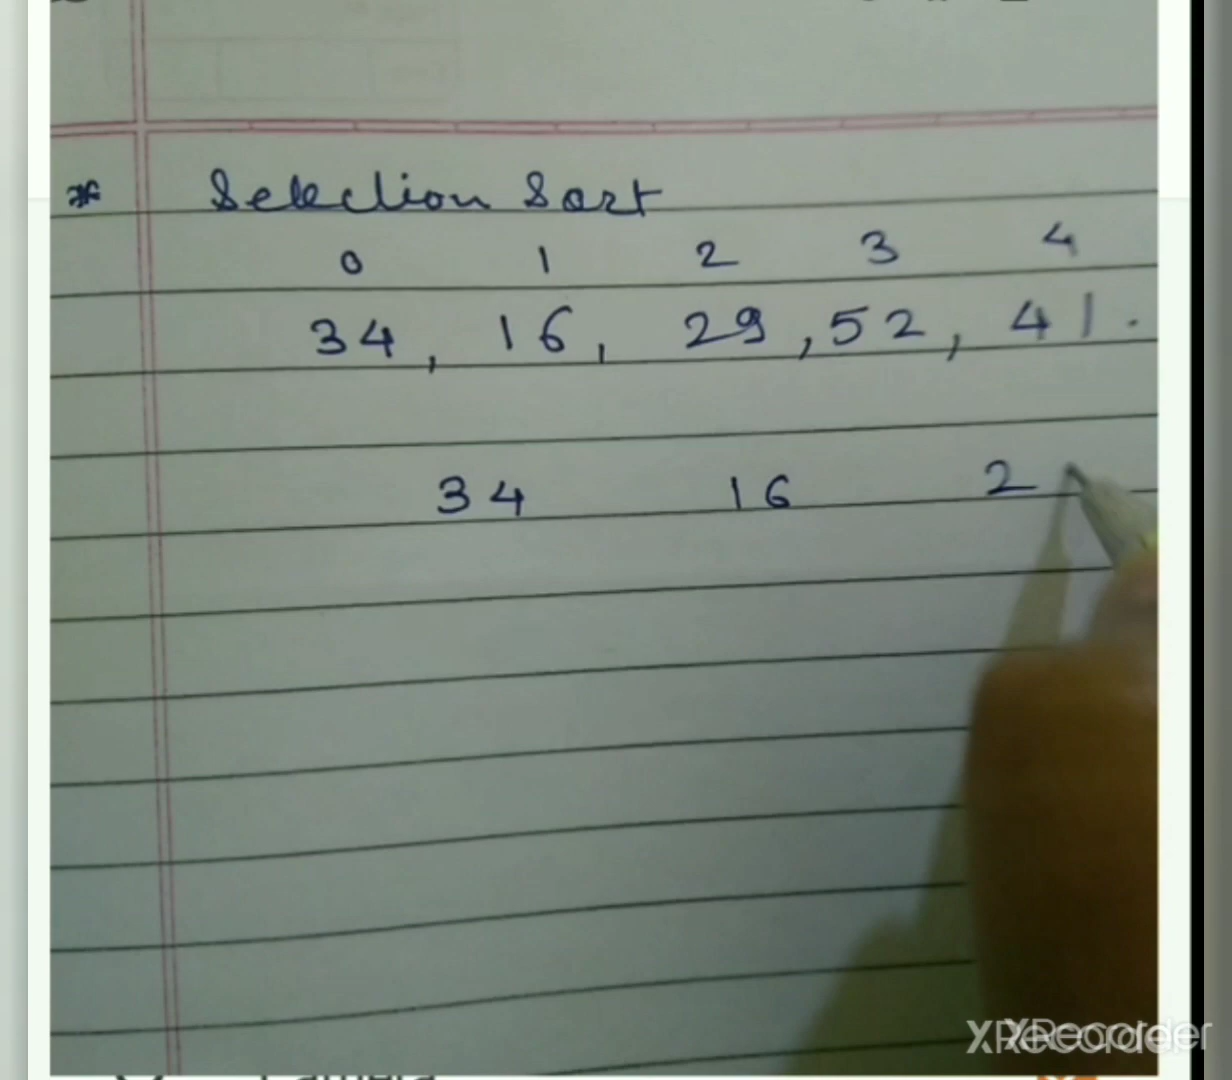 * Selection Sort
0 1 2 3 4
34, 16, 29, 52, 41.
34 16 2
XRecorder